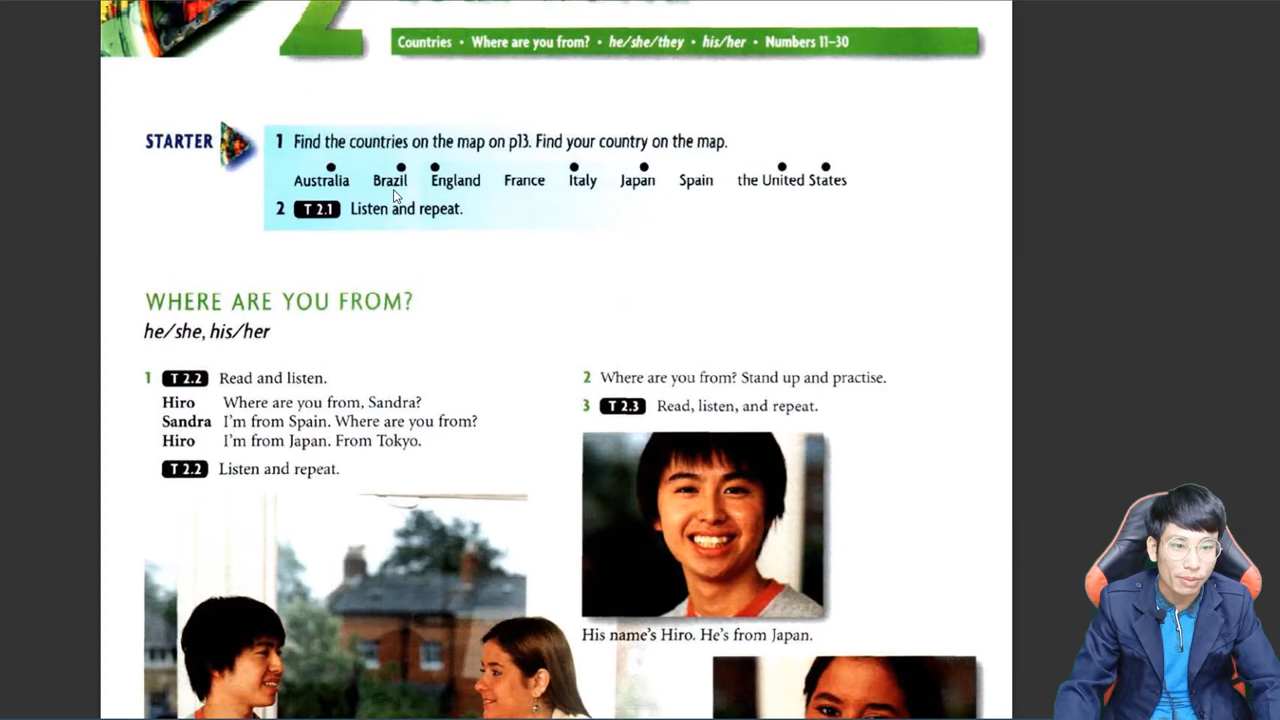 2
Countries • Where are you from? • he/she/they • his/her • Numbers 11–30
STARTER
1 Find the countries on the map on p13. Find your country on the map.
Australia Brazil England France Italy Japan Spain the United States
2 T 2.1 Listen and repeat.
WHERE ARE YOU FROM?
he/she, his/her
1 T 2.2 Read and listen.
Hiro Where are you from, Sandra?
Sandra I'm from Spain. Where are you from?
Hiro I'm from Japan. From Tokyo.
T 2.2 Listen and repeat.
2 Where are you from? Stand up and practise.
3 T 2.3 Read, listen, and repeat.
His name's Hiro. He's from Japan.